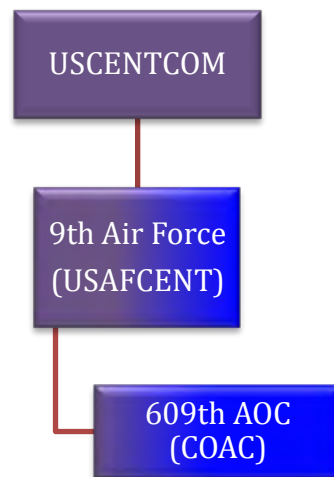 USCENTCOM
9th Air Force
(USAFCENT)
609th AOC
(COAC)